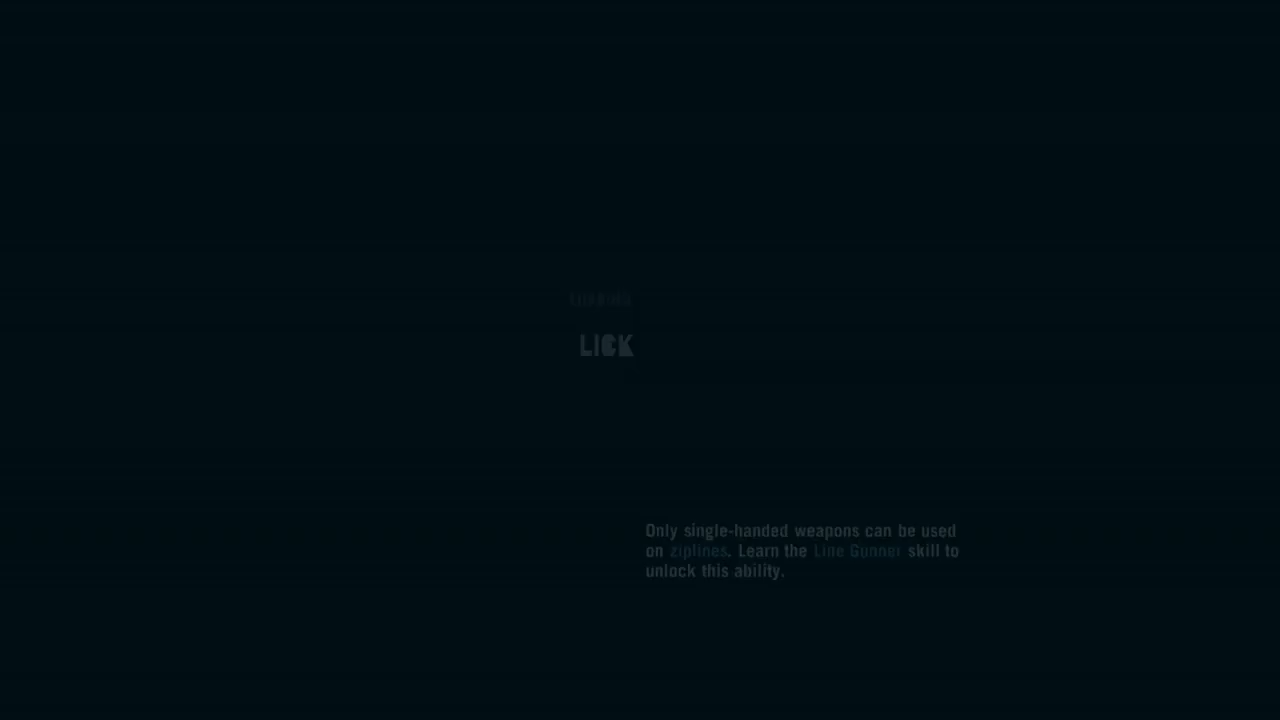 LICK
Only single-handed weapons can be used
on ziplines. Learn the Line Gunner skill to
unlock this ability.